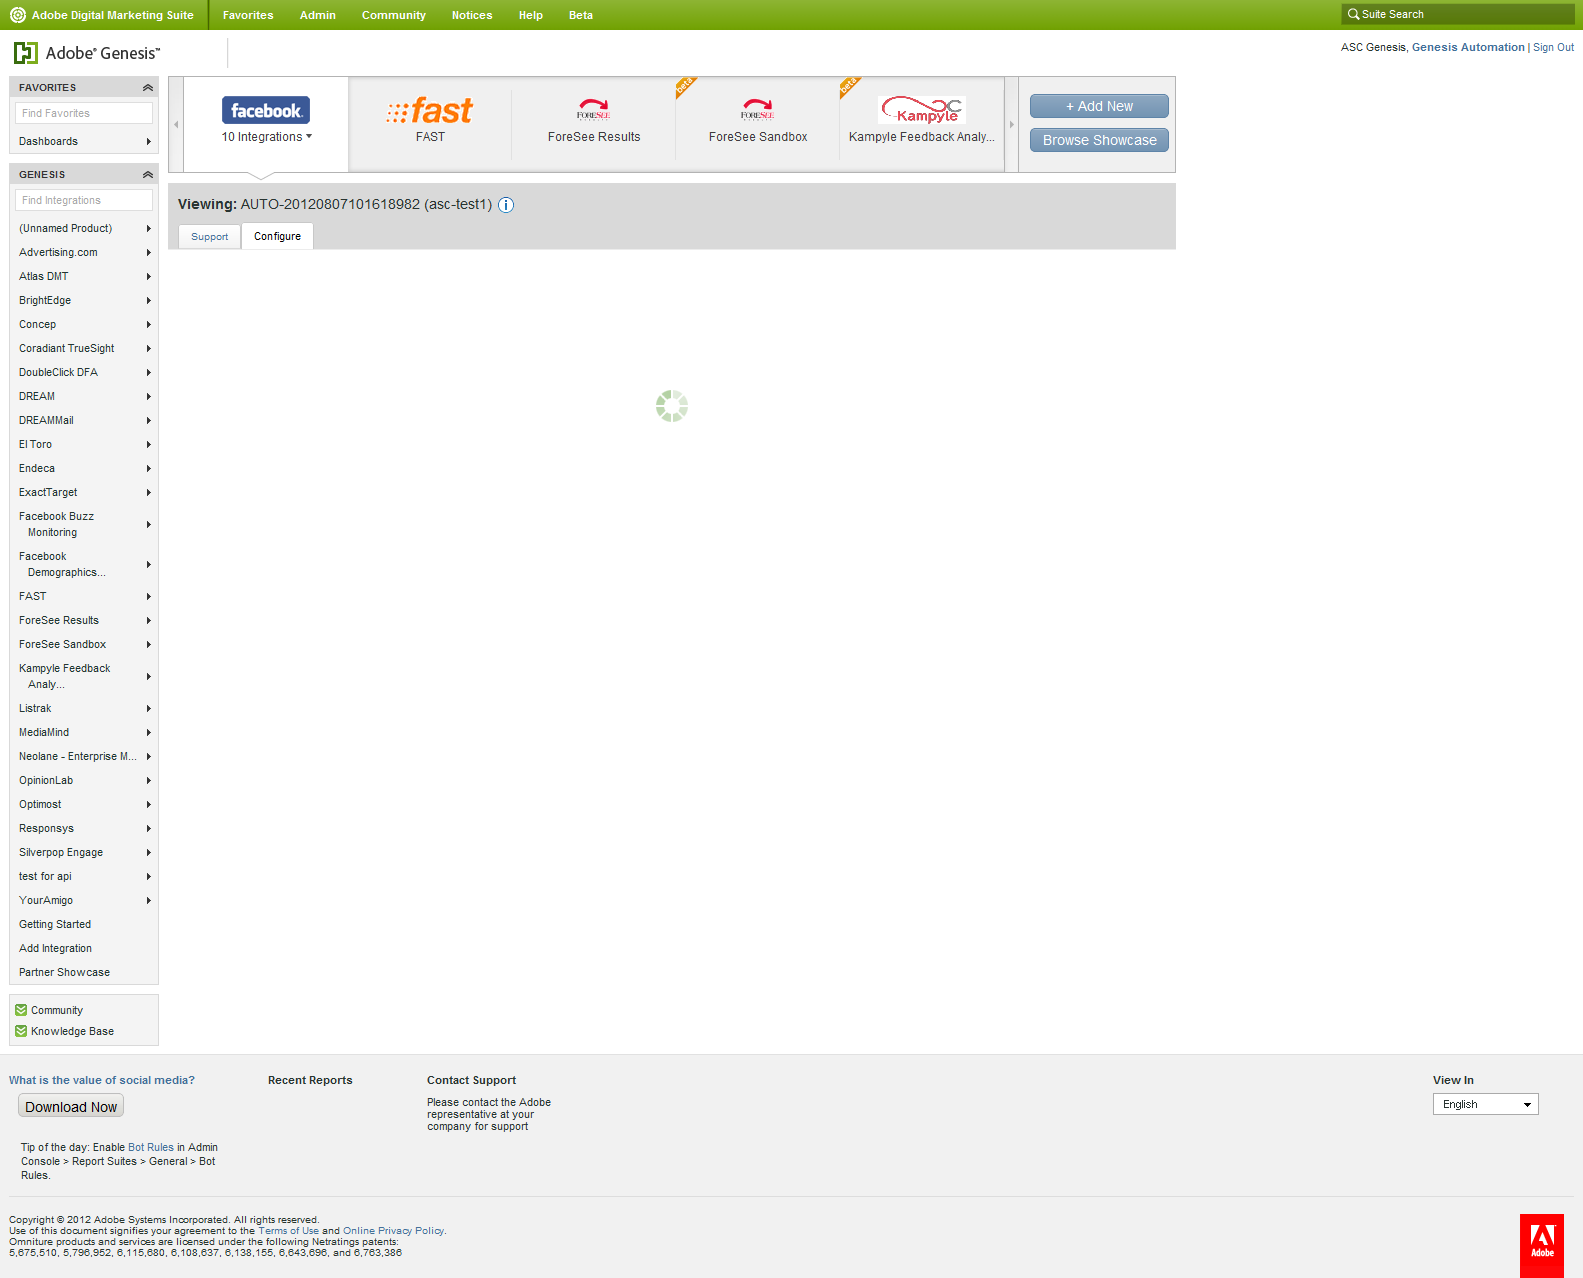 Adobe Digital Marketing Suite Favorites Admin Community Notices Help Beta Suite Search
Adobe® Genesis™
ASC Genesis, Genesis Automation | Sign Out
FAVORITES
Find Favorites
Dashboards
GENESIS
Find Integrations
(Unnamed Product)
Advertising.com
Atlas DMT
BrightEdge
Concep
Coradiant TrueSight
DoubleClick DFA
DREAM
DREAMMail
El Toro
Endeca
ExactTarget
Facebook Buzz
Monitoring
Facebook
Demographics...
FAST
ForeSee Results
ForeSee Sandbox
Kampyle Feedback
Analy...
Listrak
MediaMind
Neolane - Enterprise M...
OpinionLab
Optimost
Responsys
Silverpop Engage
test for api
YourAmigo
Getting Started
Add Integration
Partner Showcase
Community
Knowledge Base
facebook.
10 Integrations
fast
FAST
FORESEE
RESULTS
ForeSee Results
beta
FORESEE
RESULTS
ForeSee Sandbox
beta
Kampyle
Kampyle Feedback Analy...
+ Add New
Browse Showcase
Viewing: AUTO-20120807101618982 (asc-test1) i
Support Configure
What is the value of social media?
Download Now
Tip of the day: Enable Bot Rules in Admin
Console > Report Suites > General > Bot
Rules.
Recent Reports
Contact Support
Please contact the Adobe
representative at your
company for support
View In
English
Copyright © 2012 Adobe Systems Incorporated. All rights reserved.
Use of this document signifies your agreement to the Terms of Use and Online Privacy Policy.
Omniture products and services are licensed under the following Netratings patents:
5,675,510, 5,796,952, 6,115,680, 6,108,637, 6,138,155, 6,643,696, and 6,763,386
Adobe